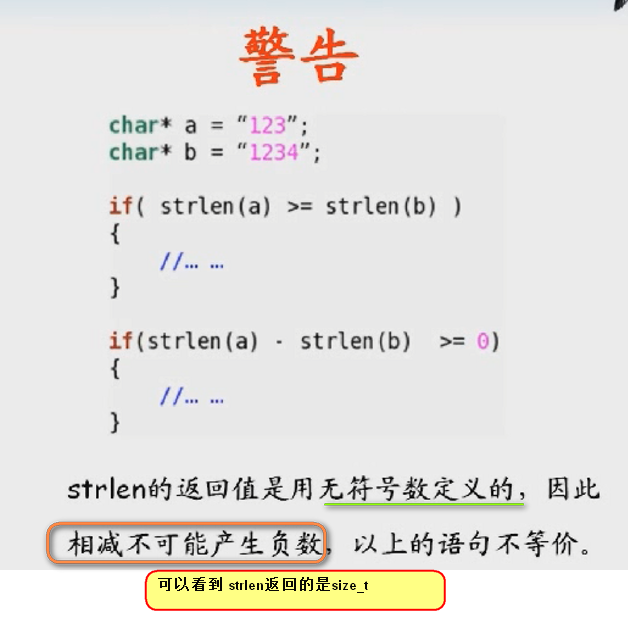 警告
char* a = “123”;
char* b = “1234”;
if( strlen(a) >= strlen(b) )
{
//… …
}
if(strlen(a) - strlen(b) >= 0)
{
//… …
}
strlen的返回值是用无符号数定义的，因此
相减不可能产生负数，以上的语句不等价。
可以看到 strlen返回的是size_t